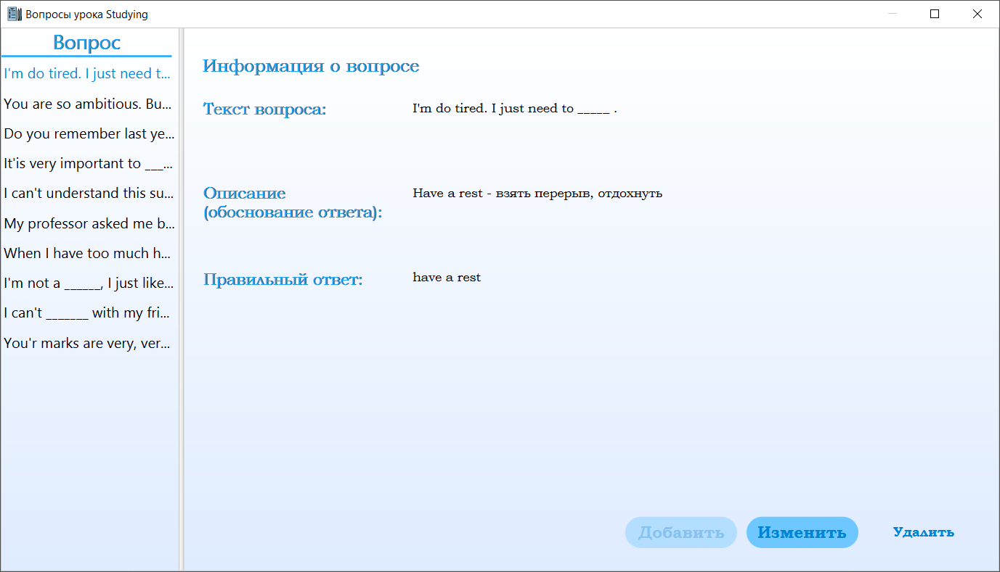 Вопросы урока Studying
Вопрос
I'm do tired. I just need t...
You are so ambitious. Bu...
Do you remember last ye...
It'is very important to ___...
I can't understand this su...
My professor asked me b...
When I have too much h...
I'm not a ______, I just like...
I can't _______ with my fri...
You'r marks are very, ver...
Информация о вопросе
Текст вопроса: I'm do tired. I just need to _____ .
Описание Have a rest - взять перерыв, отдохнуть
(обоснование ответа):
Правильный ответ: have a rest
Добавить Изменить Удалить